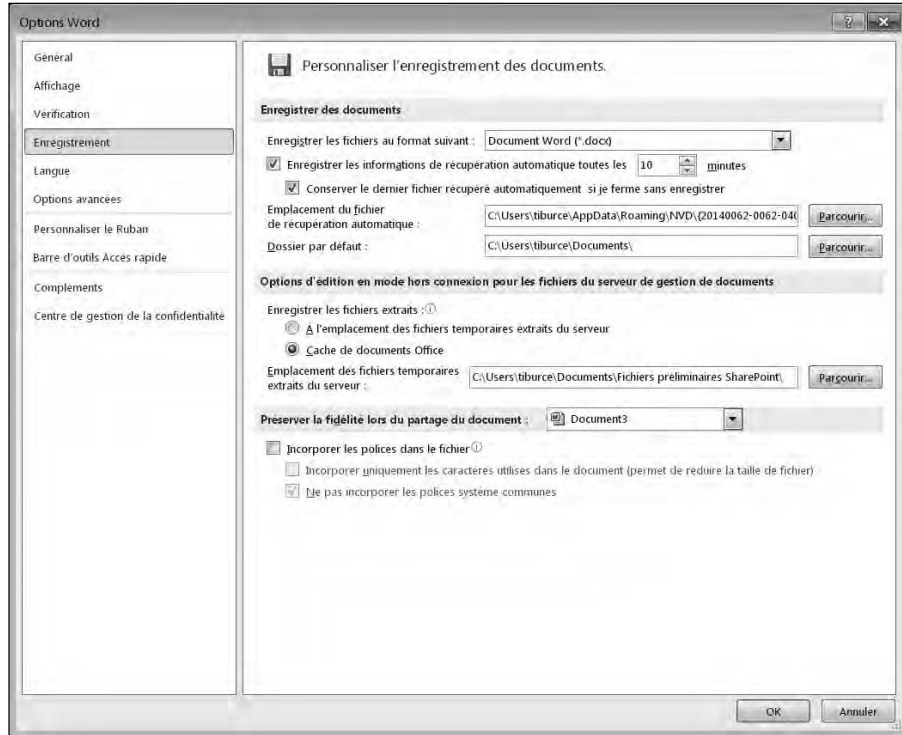 Options Word
Général
Affichage
Vérification
Enregistrement
Langue
Options avancées
Personnaliser le Ruban
Barre d'outils Accès rapide
Compléments
Centre de gestion de la confidentialité
Personnaliser l'enregistrement des documents.
Enregistrer des documents
Enregistrer les fichiers au format suivant : Document Word (*.docx)
Enregistrer les informations de récupération automatique toutes les 10 minutes
Conserver le dernier fichier récupéré automatiquement si je ferme sans enregistrer
Emplacement du fichier
de récupération automatique : C:\Users\tiburce\AppData\Roaming\NVD\{20140062-0062-040 Parcourir...
Dossier par défaut : C:\Users\tiburce\Documents\ Parcourir...
Options d'édition en mode hors connexion pour les fichiers du serveur de gestion de documents
Enregistrer les fichiers extraits :
À l'emplacement des fichiers temporaires extraits du serveur
Cache de documents Office
Emplacement des fichiers temporaires
extraits du serveur : C:\Users\tiburce\Documents\Fichiers préliminaires SharePoint\ Parcourir...
Préserver la fidélité lors du partage du document : Document3
Incorporer les polices dans le fichier
Incorporer uniquement les caractères utilisés dans le document (permet de réduire la taille de fichier)
Ne pas incorporer les polices système communes
OK Annuler